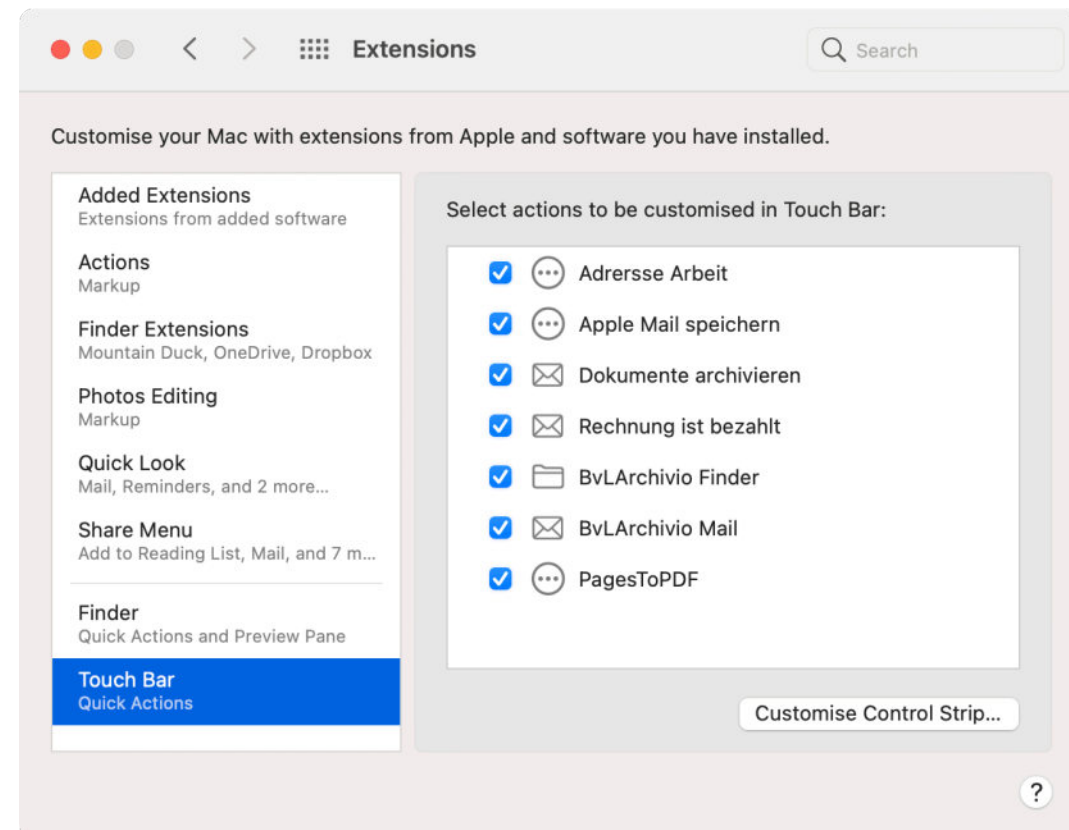 Extensions
Search
Customise your Mac with extensions from Apple and software you have installed.
Added Extensions
Extensions from added software
Actions
Markup
Finder Extensions
Mountain Duck, OneDrive, Dropbox
Photos Editing
Markup
Quick Look
Mail, Reminders, and 2 more...
Share Menu
Add to Reading List, Mail, and 7 m...
Finder
Quick Actions and Preview Pane
Touch Bar
Quick Actions
Select actions to be customised in Touch Bar:
Adrersse Arbeit
Apple Mail speichern
Dokumente archivieren
Rechnung ist bezahlt
BvLArchivio Finder
BvLArchivio Mail
PagesToPDF
Customise Control Strip...
?